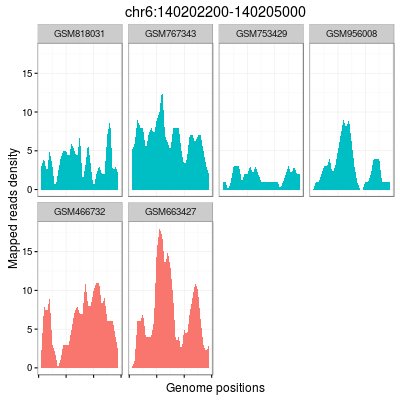 chr6:140202200-140205000
GSM818031 GSM767343 GSM753429 GSM956008
15
10
5
0
GSM466732 GSM663427
15
10
5
0
Mapped reads density
Genome positions